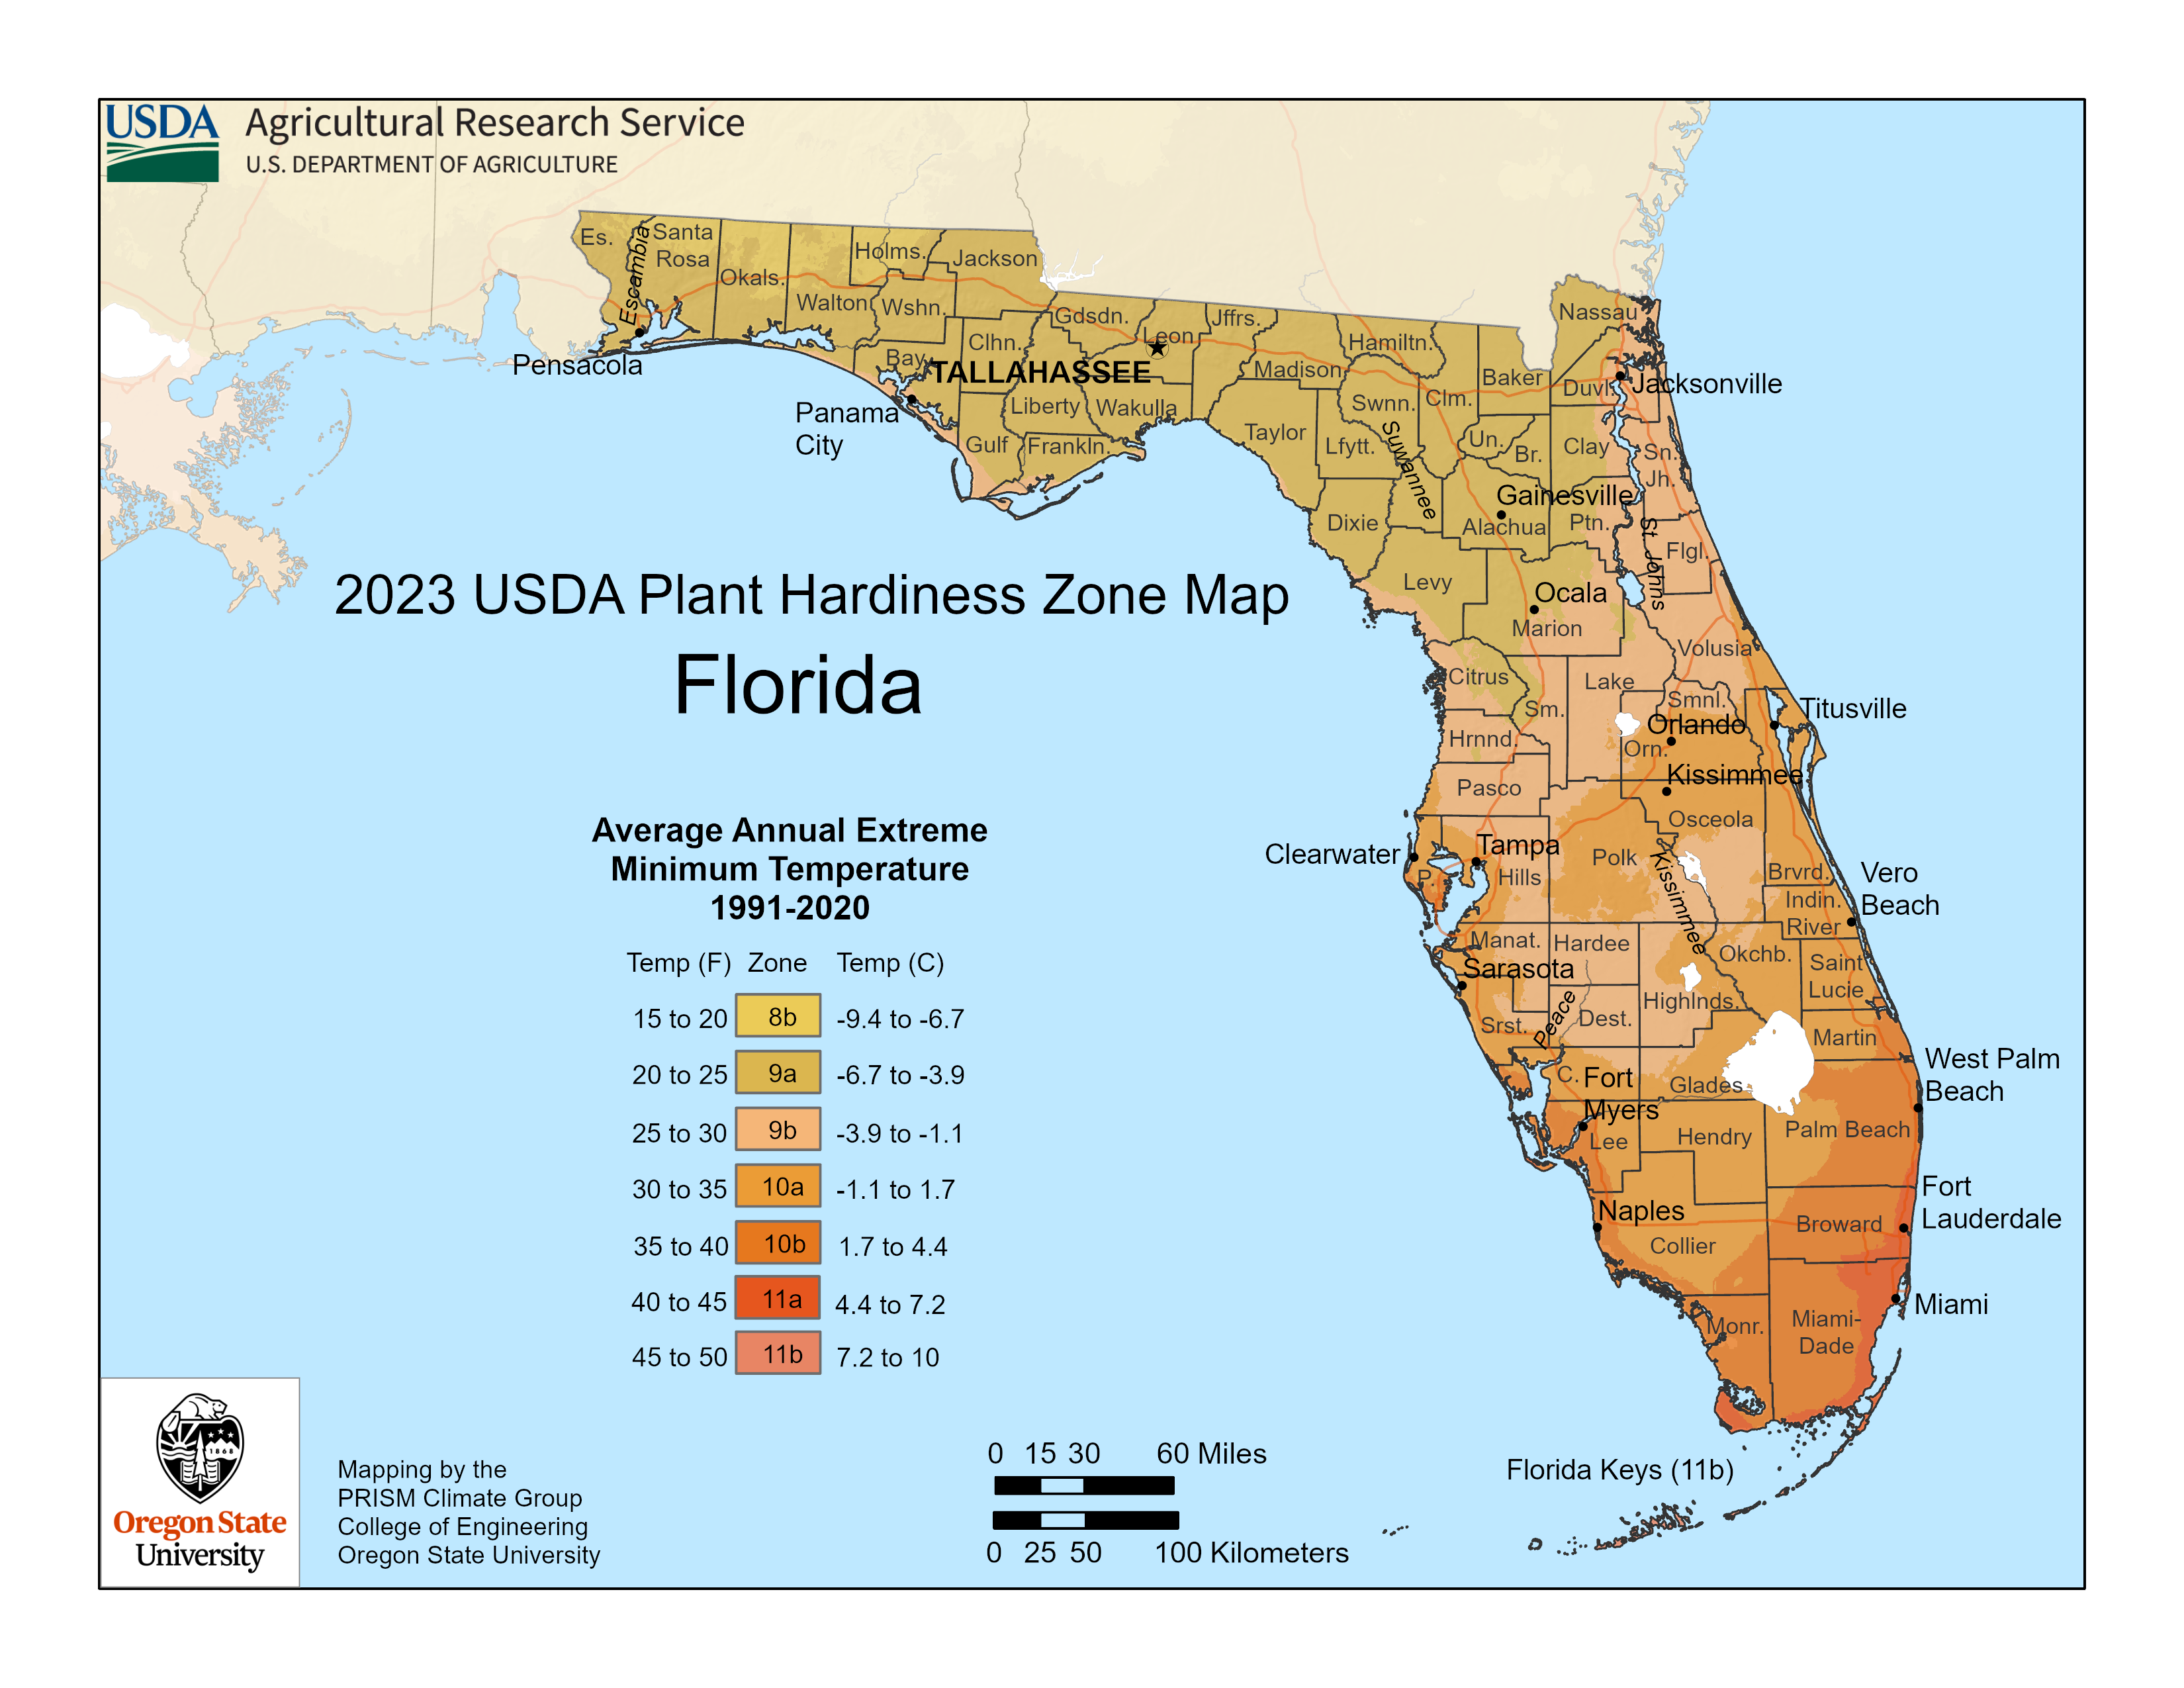 USDA
Agricultural Research Service
U.S. DEPARTMENT OF AGRICULTURE
Es.
Escambia
Santa
Rosa
Okals.
Walton
Holms.
Wshn.
Jackson
Bay
Clhn.
Gulf
Gdsdn.
Liberty
Frankln.
Leon
Wakulla
Jffrs.
Madison
Taylor
Hamiltn.
Swnn.
Lfytt.
Suwannee
Dixie
Clm.
Baker
Un.
Br.
Nassau
Duvl.
Clay
Sn.
Jh.
Alachua
Ptn.
St. Johns
Flgl.
Levy
Marion
Volusia
Citrus
Sm.
Lake
Smnl.
Hrnnd.
Orn.
Pasco
Osceola
P.
Hills
Polk
Kissimmee
Brvrd.
Indin.
River
Manat.
Hardee
Okchb.
Saint
Lucie
Highlnds.
Srst.
Peace
Dest.
Martin
C.
Glades
Lee
Hendry
Palm Beach
Collier
Broward
Monr.
Miami-
Dade
Pensacola
Panama
City
TALLAHASSEE
Jacksonville
Gainesville
Ocala
Titusville
Orlando
Kissimmee
Clearwater
Tampa
Vero
Beach
Sarasota
West Palm
Beach
Fort
Myers
Fort
Lauderdale
Naples
Miami
Florida Keys (11b)
2023 USDA Plant Hardiness Zone Map
Florida
Average Annual Extreme
Minimum Temperature
1991-2020
Temp (F) Zone Temp (C)
15 to 20 8b -9.4 to -6.7
20 to 25 9a -6.7 to -3.9
25 to 30 9b -3.9 to -1.1
30 to 35 10a -1.1 to 1.7
35 to 40 10b 1.7 to 4.4
40 to 45 11a 4.4 to 7.2
45 to 50 11b 7.2 to 10
0 15 30 60 Miles
0 25 50 100 Kilometers
1868
Oregon State
University
Mapping by the
PRISM Climate Group
College of Engineering
Oregon State University